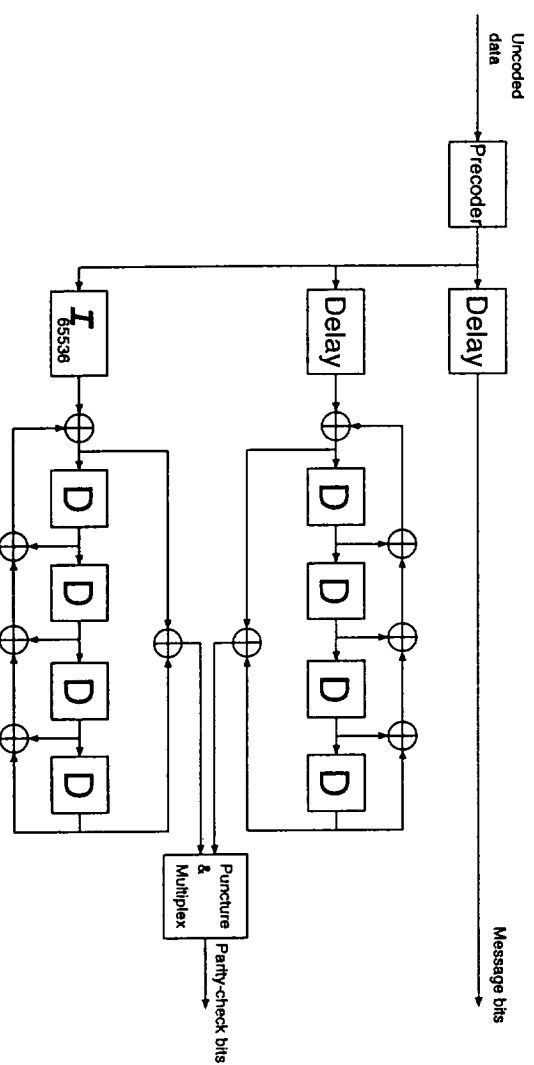 Uncoded
data
Precoder
Delay
Message bits
Delay
D
D
D
D
Puncture
&
Multiplex
Parity-check bits
I
65536
D
D
D
D